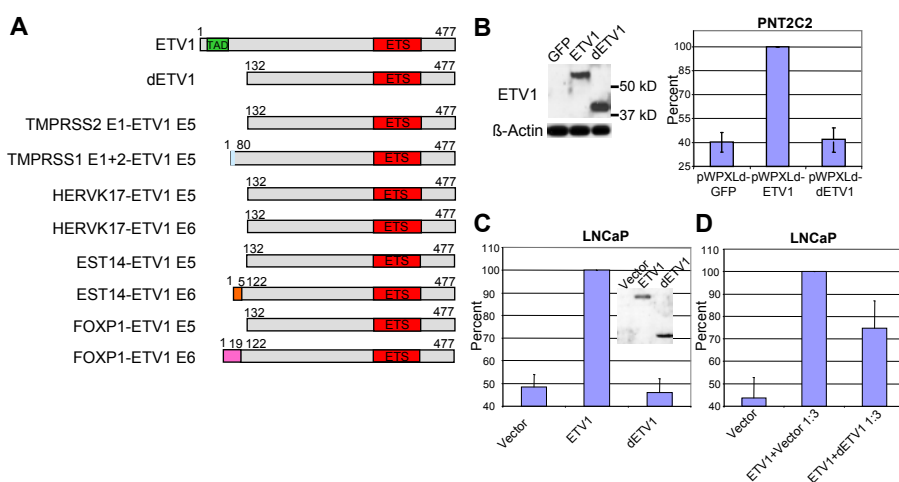 A
1 477
ETV1 TAD ETS
132 477
dETV1 ETS
132 477
TMPRSS2 E1-ETV1 E5 ETS
1 80 477
TMPRSS1 E1+2-ETV1 E5 ETS
132 477
HERVK17-ETV1 E5 ETS
132 477
HERVK17-ETV1 E6 ETS
132 477
EST14-ETV1 E5 ETS
1 5 122 477
EST14-ETV1 E6 ETS
132 477
FOXP1-ETV1 E5 ETS
1 19 122 477
FOXP1-ETV1 E6 ETS
B
GFP ETV1 dETV1
ETV1
50 kD
37 kD
ß-Actin
PNT2C2
Percent
100
85
70
55
40
25
pWPXLd-GFP
pWPXLd-ETV1
pWPXLd-dETV1
C
LNCaP
Percent
110
100
90
80
70
60
50
40
Vector ETV1 dETV1
Vector
ETV1
dETV1
D
LNCaP
Percent
110
100
90
80
70
60
50
40
Vector
ETV1+Vector 1:3
ETV1+dETV1 1:3